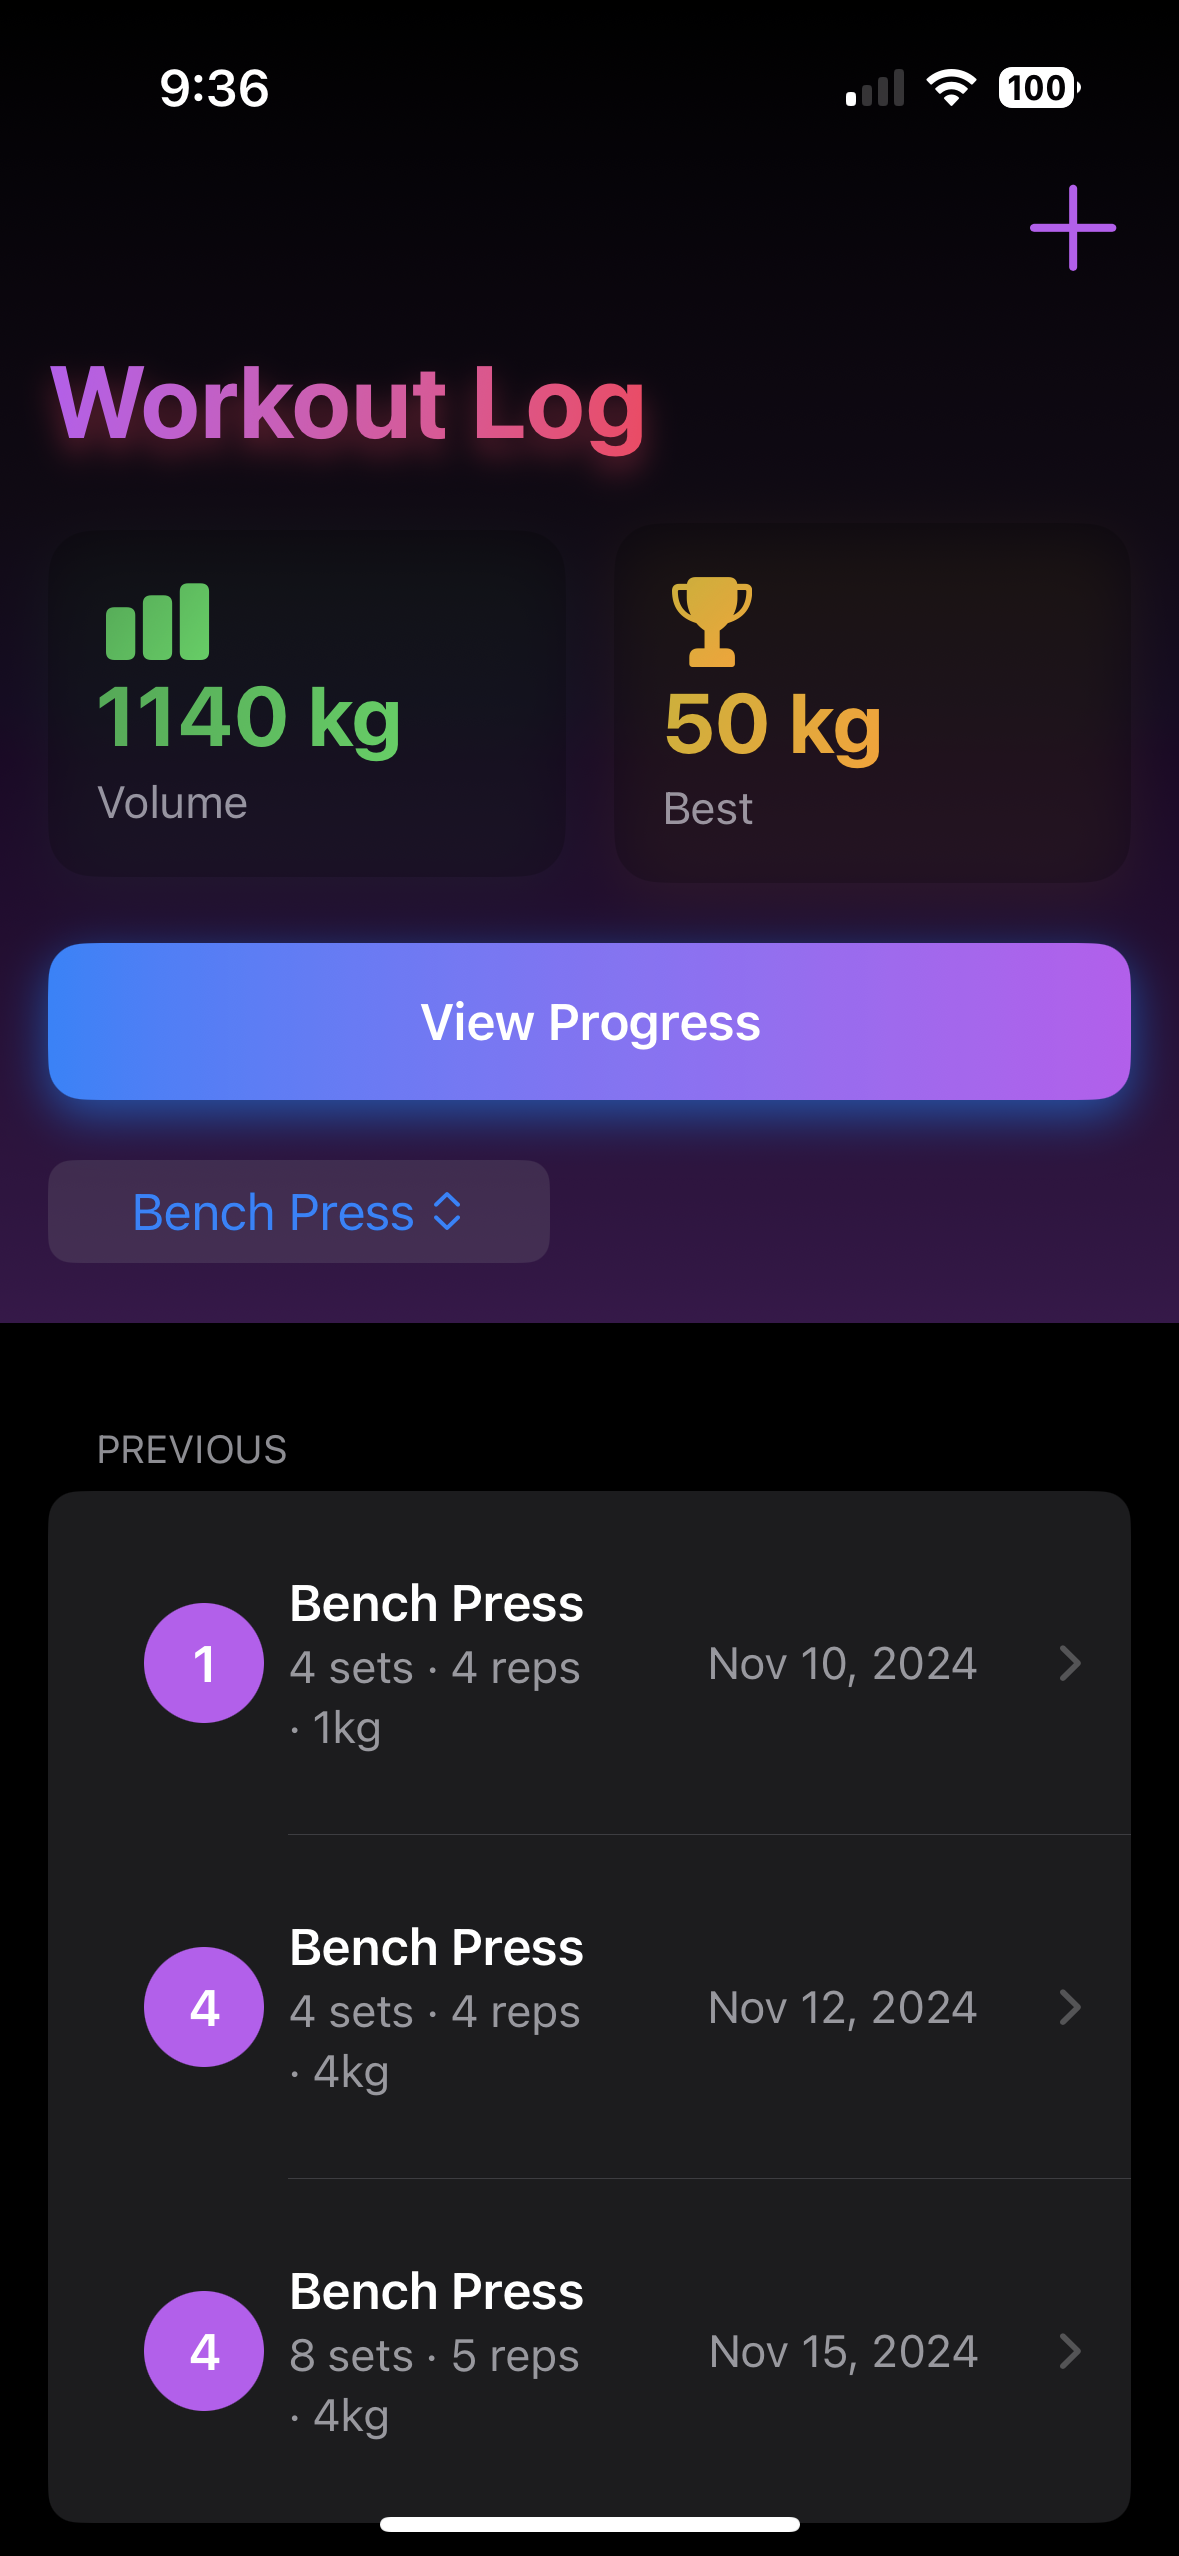 9:36
100
Workout Log
1140 kg
Volume
50 kg
Best
View Progress
Bench Press
PREVIOUS
1
Bench Press
4 sets · 4 reps
· 1kg
Nov 10, 2024
4
Bench Press
4 sets · 4 reps
· 4kg
Nov 12, 2024
4
Bench Press
8 sets · 5 reps
· 4kg
Nov 15, 2024